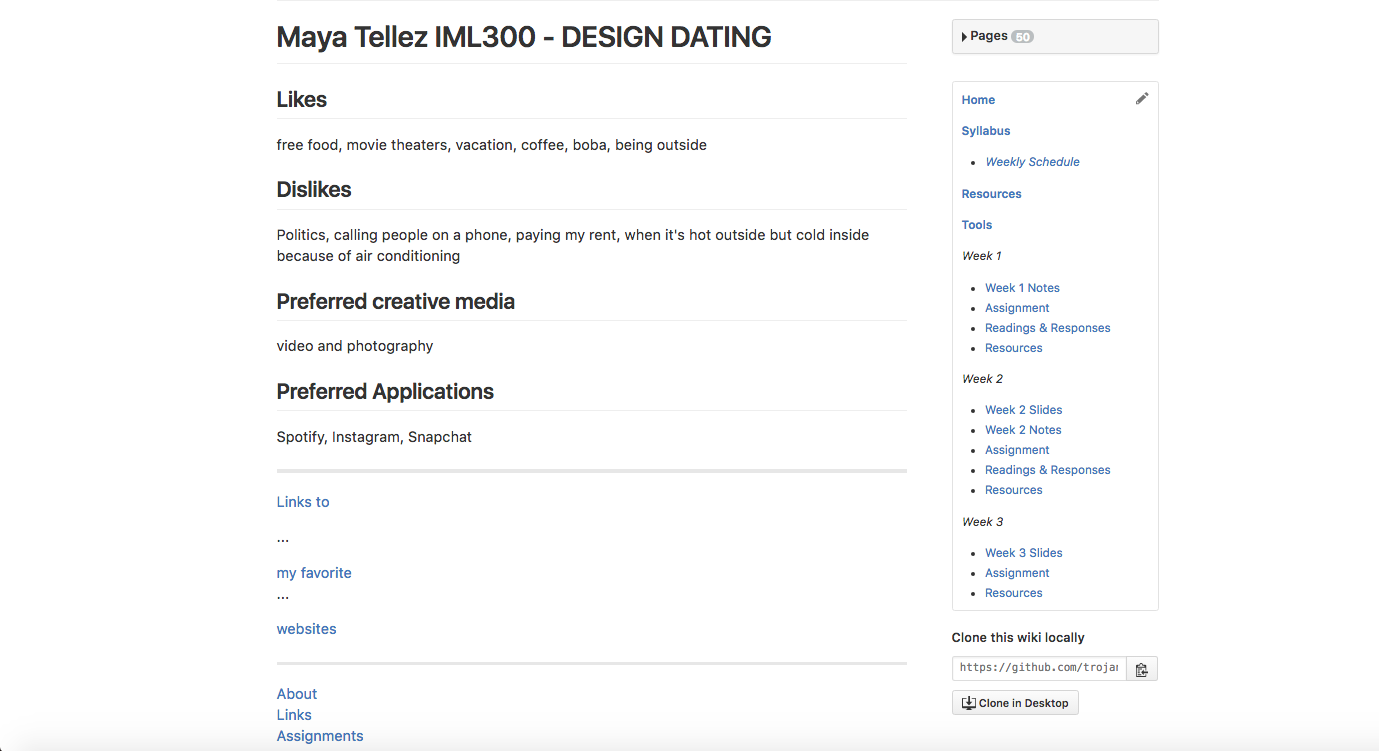 Maya Tellez IML300 - DESIGN DATING
Likes
free food, movie theaters, vacation, coffee, boba, being outside
Dislikes
Politics, calling people on a phone, paying my rent, when it's hot outside but cold inside
because of air conditioning
Preferred creative media
video and photography
Preferred Applications
Spotify, Instagram, Snapchat
Links to
...
my favorite
...
websites
About
Links
Assignments
Pages 50
Home
Syllabus
Weekly Schedule
Resources
Tools
Week 1
Week 1 Notes
Assignment
Readings & Responses
Resources
Week 2
Week 2 Slides
Week 2 Notes
Assignment
Readings & Responses
Resources
Week 3
Week 3 Slides
Assignment
Resources
Clone this wiki locally
https://github.com/troja
Clone in Desktop